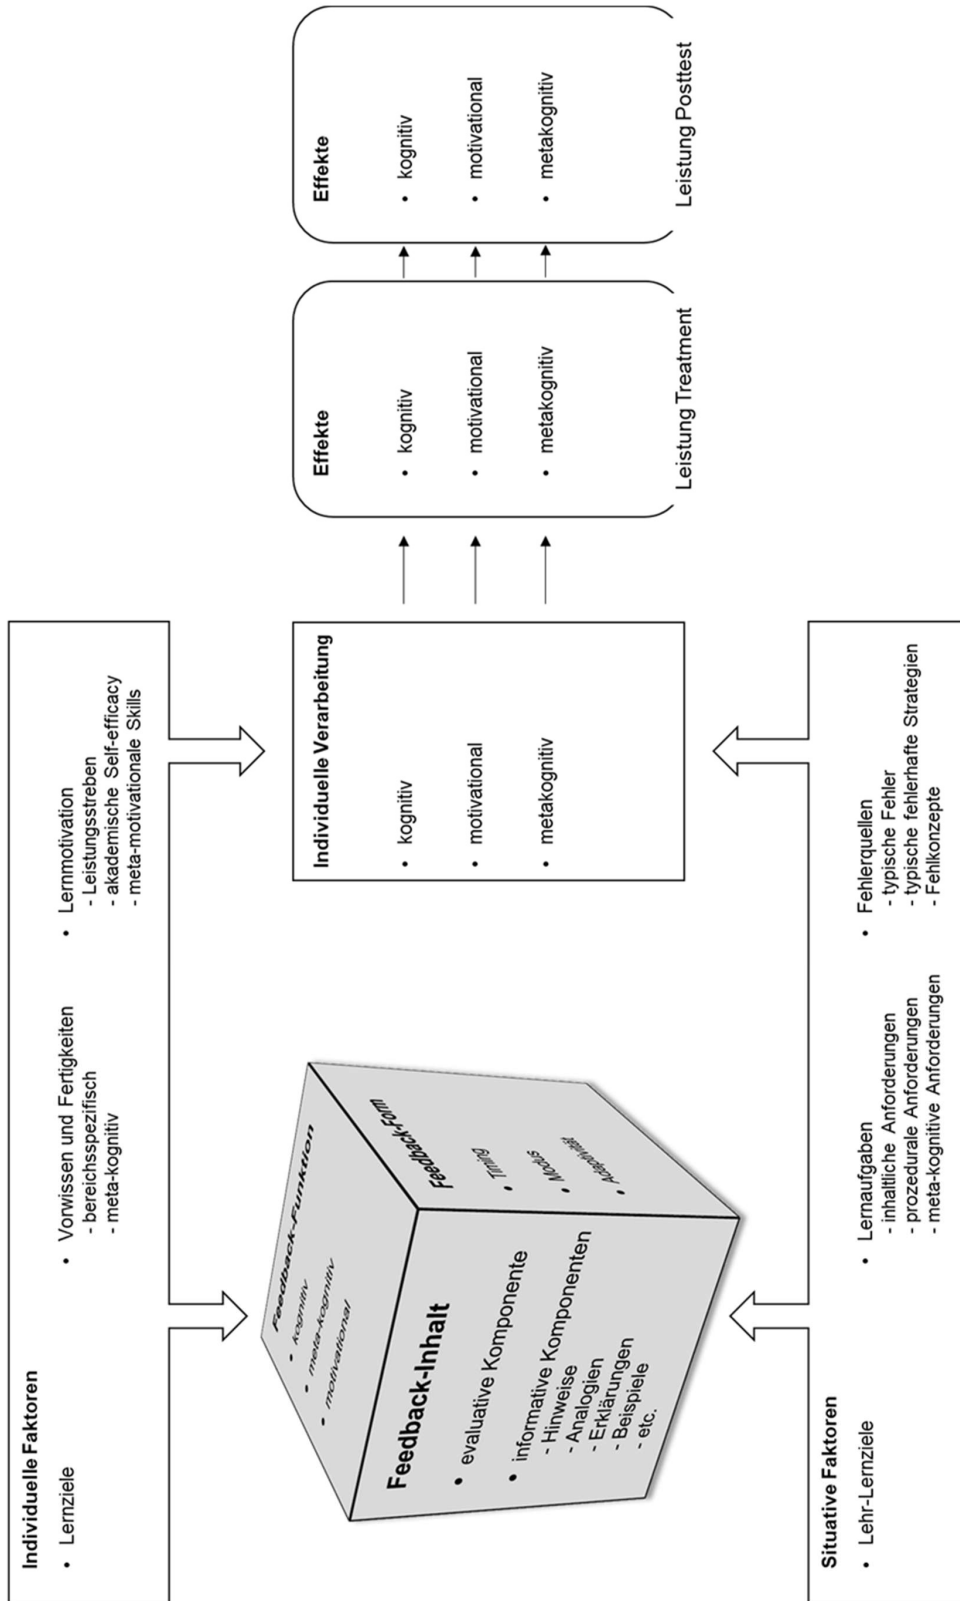 Individuelle Faktoren
• Lernziele
• Vorwissen und Fertigkeiten
- bereichsspezifisch
- meta-kognitiv
• Lernmotivation
- Leistungsstreben
- akademische Self-efficacy
- meta-motivationale Skills
Feedback-Funktion
• kognitiv
• meta-kognitiv
• motivational
Feedback-Inhalt
• evaluative Komponente
• informative Komponenten
- Hinweise
- Analogien
- Erklärungen
- Beispiele
- etc.
Feedback-Form
• Timing
• Modus
• Adaptivität
Individuelle Verarbeitung
• kognitiv
• motivational
• metakognitiv
Effekte
• kognitiv
• motivational
• metakognitiv
Leistung Treatment
Effekte
• kognitiv
• motivational
• metakognitiv
Leistung Posttest
Situative Faktoren
• Lehr-Lernziele
• Lernaufgaben
- inhaltliche Anforderungen
- prozedurale Anforderungen
- meta-kognitive Anforderungen
• Fehlerquellen
- typische Fehler
- typische fehlerhafte Strategien
- Fehlkonzepte